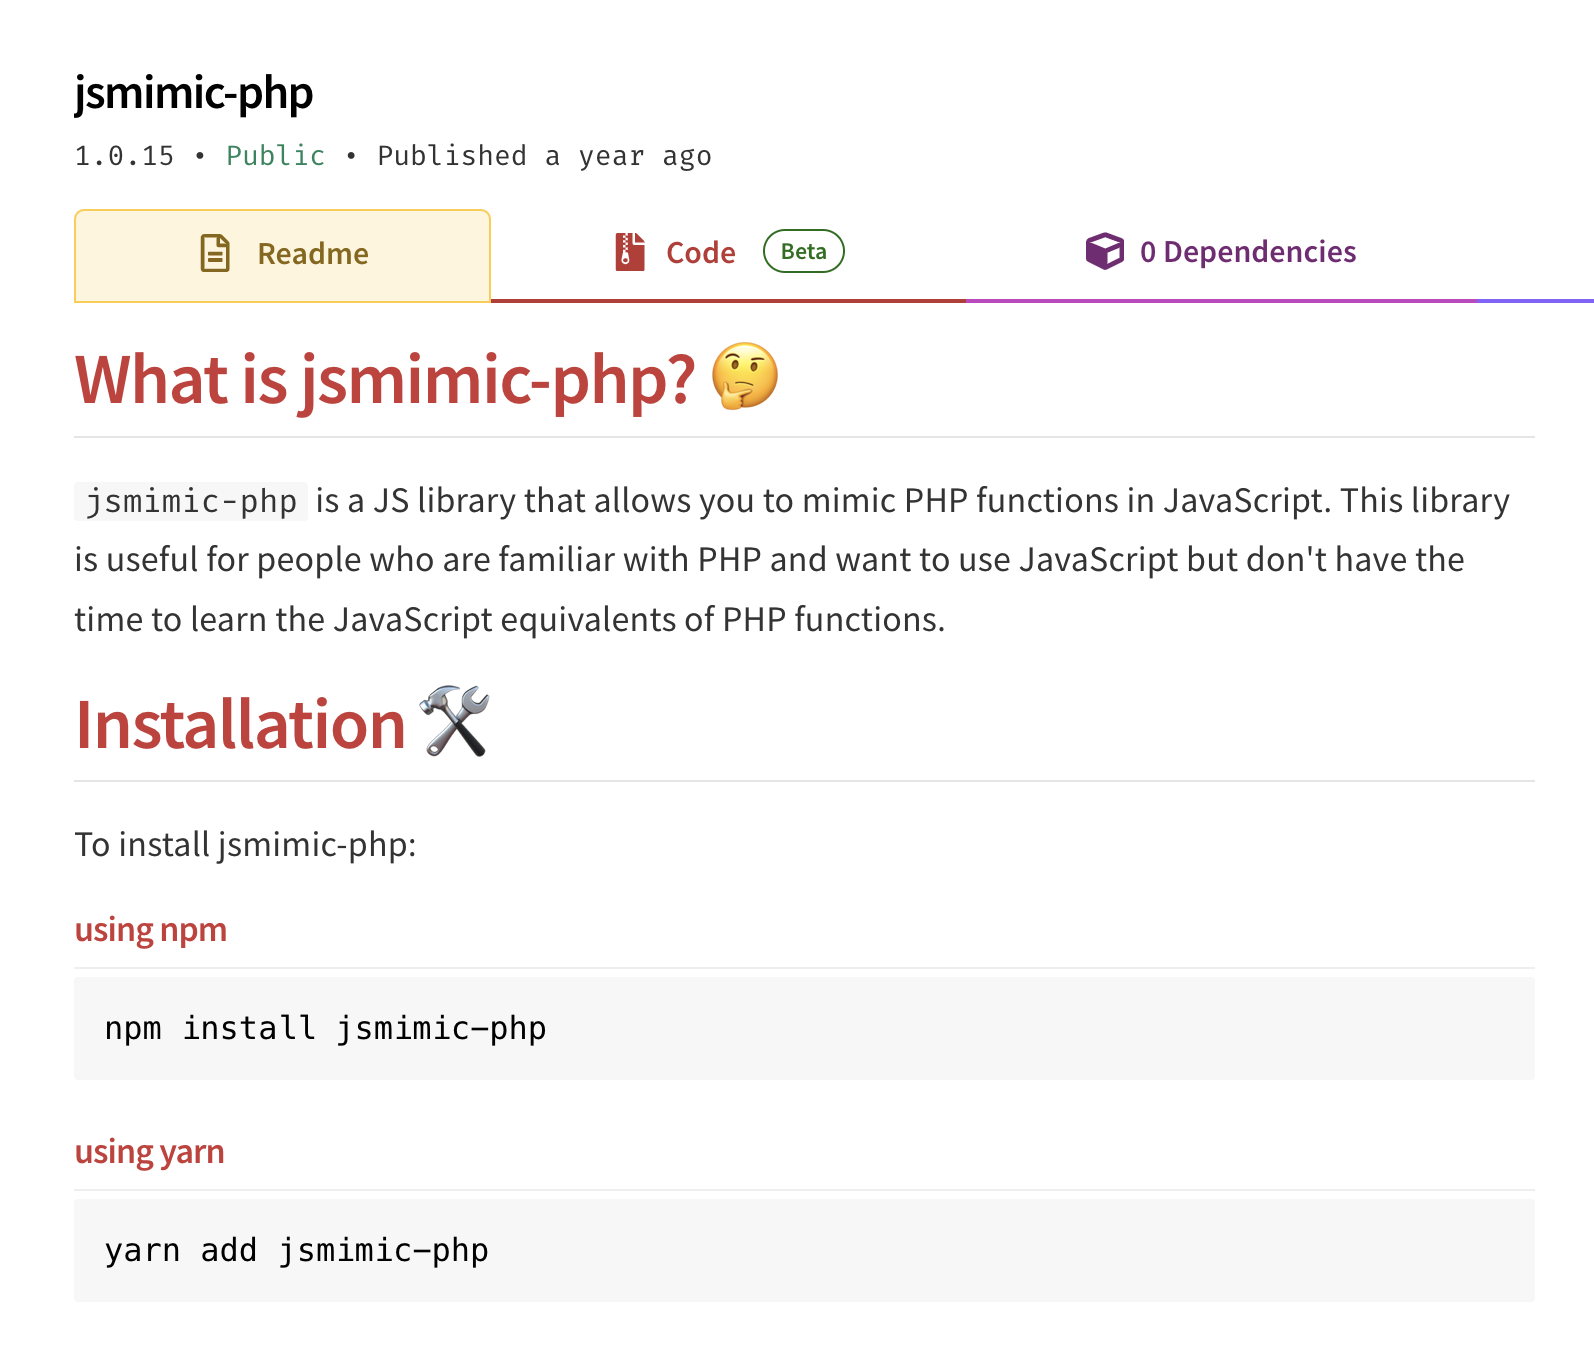 jsmimic-php
1.0.15 • Public • Published a year ago
Readme
Code Beta
0 Dependencies
What is jsmimic-php? 🤔
jsmimic-php is a JS library that allows you to mimic PHP functions in JavaScript. This library
is useful for people who are familiar with PHP and want to use JavaScript but don't have the
time to learn the JavaScript equivalents of PHP functions.
Installation 🛠️
To install jsmimic-php:
using npm
npm install jsmimic-php
using yarn
yarn add jsmimic-php